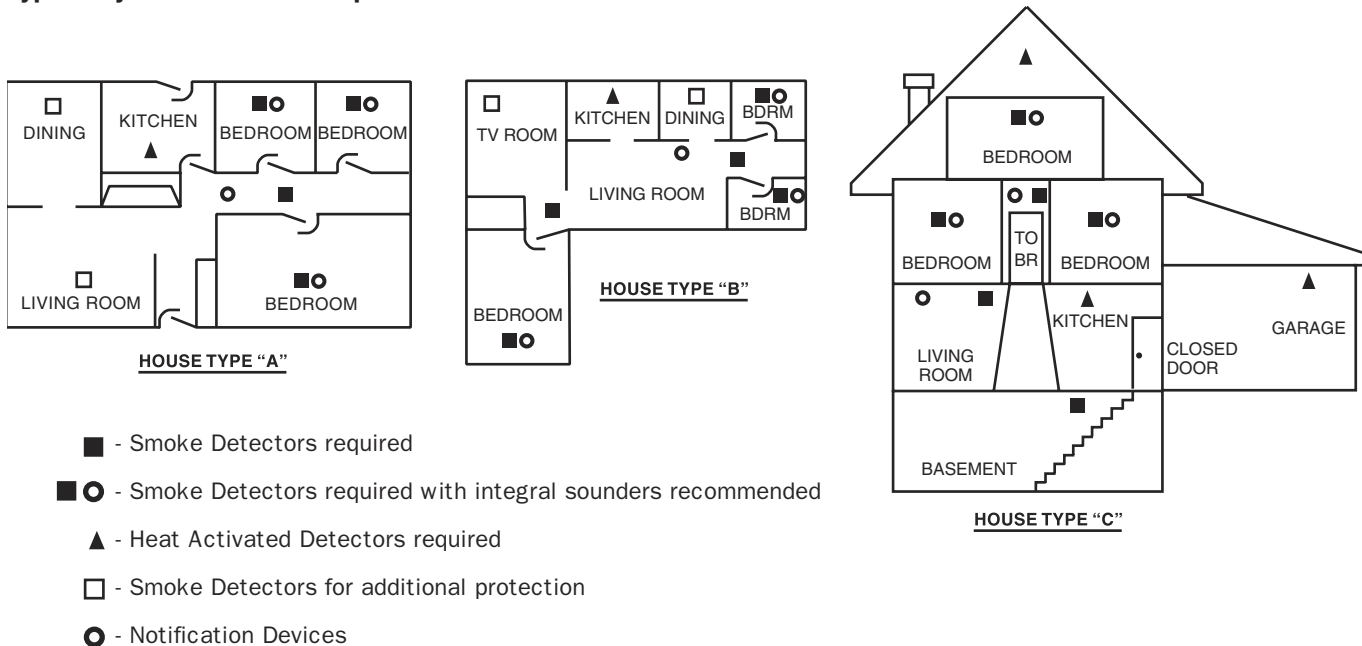 DINING
KITCHEN
BEDROOM
BEDROOM
LIVING ROOM
BEDROOM
HOUSE TYPE “A”
TV ROOM
KITCHEN
DINING
BDRM
LIVING ROOM
BDRM
BEDROOM
HOUSE TYPE “B”
BEDROOM
BEDROOM
TO
BR
BEDROOM
LIVING
ROOM
KITCHEN
CLOSED
DOOR
GARAGE
BASEMENT
HOUSE TYPE “C”
- Smoke Detectors required
- Smoke Detectors required with integral sounders recommended
- Heat Activated Detectors required
- Smoke Detectors for additional protection
- Notification Devices